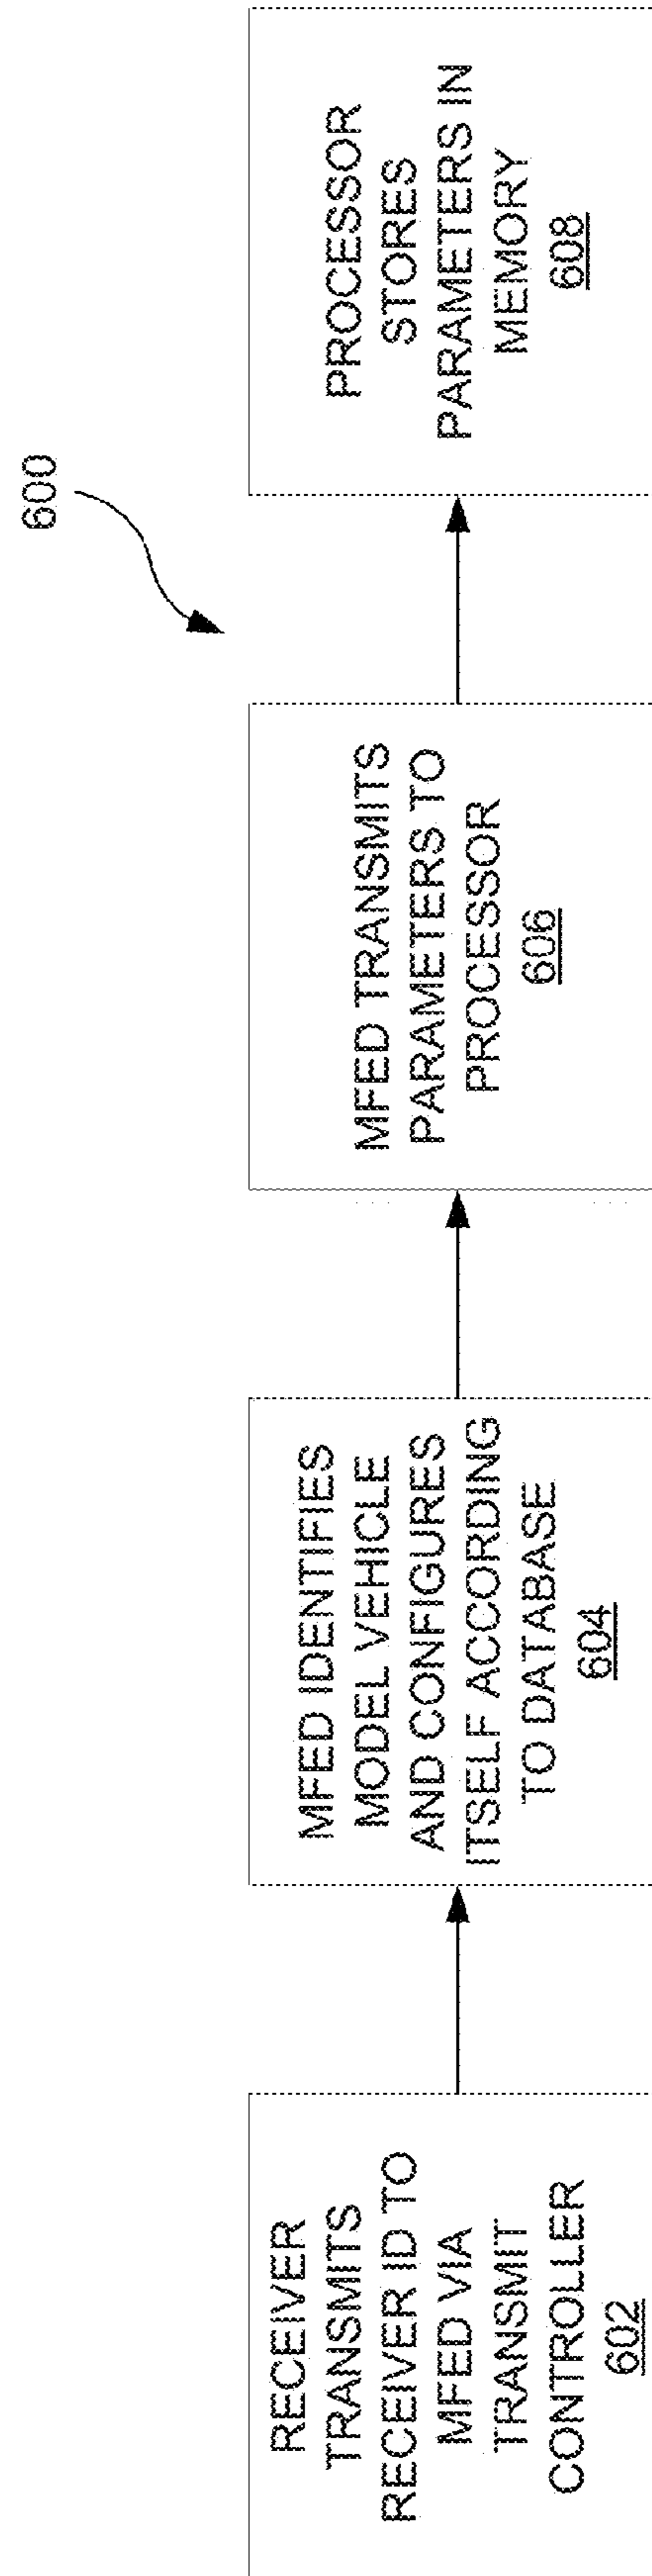 600
RECEIVER
TRANSMITS
RECEIVER ID TO
MFED VIA
TRANSMIT
CONTROLLER
602
MFED IDENTIFIES
MODEL VEHICLE
AND CONFIGURES
ITSELF ACCORDING
TO DATABASE
604
MFED TRANSMITS
PARAMETERS TO
PROCESSOR
606
PROCESSOR
STORES
PARAMETERS IN
MEMORY
608